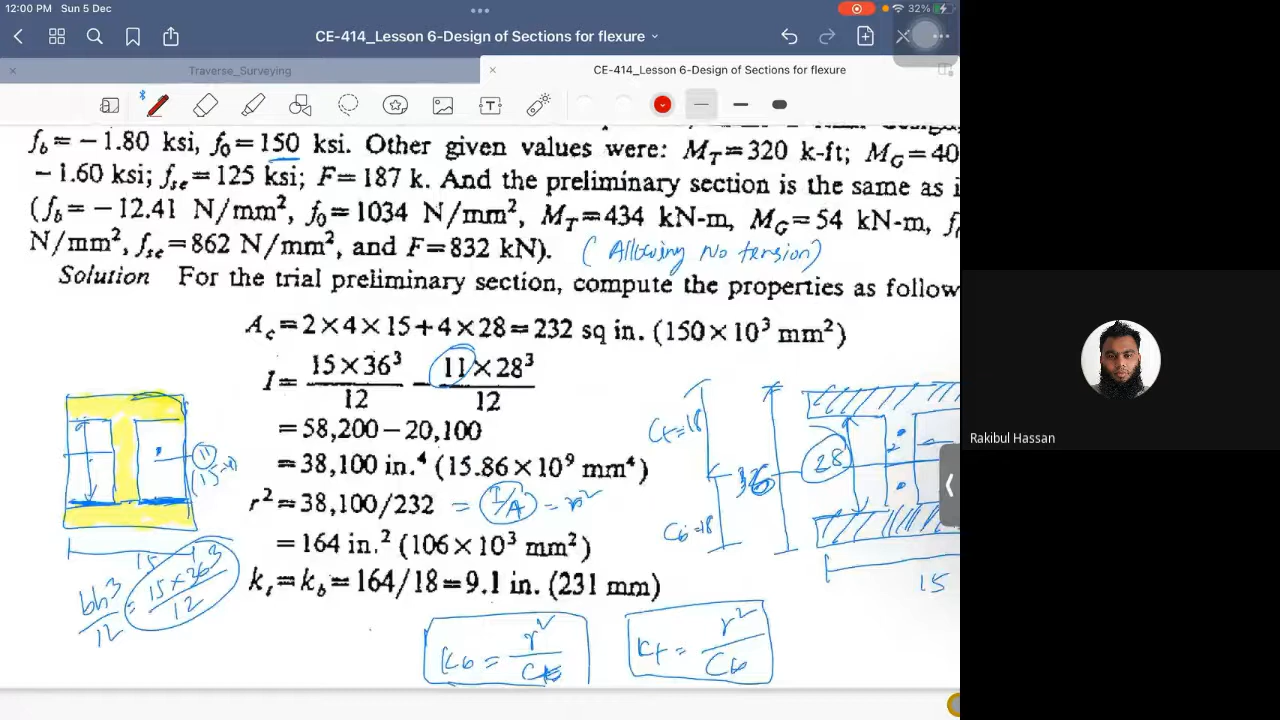 12:00 PM Sun 5 Dec
32%
CE-414_Lesson 6-Design of Sections for flexure
Traverse_Surveying
CE-414_Lesson 6-Design of Sections for flexure
f_b = −1.80 ksi, f_0 = 150 ksi. Other given values were: M_T = 320 k-ft; M_G = 40
−1.60 ksi; f_se = 125 ksi; F = 187 k. And the preliminary section is the same as i
(f_b = −12.41 N/mm², f_0 = 1034 N/mm², M_T = 434 kN-m, M_G = 54 kN-m, f
N/mm², f_se = 862 N/mm², and F = 832 kN). (Allowing No tension)
Solution For the trial preliminary section, compute the properties as follow
A_c = 2×4×15+4×28 = 232 sq in. (150×10³ mm²)
I = 15×36³/12 − 11×28³/12
= 58,200−20,100
= 38,100 in.⁴ (15.86×10⁹ mm⁴)
r² = 38,100/232 = (I/A) = r²
= 164 in.² (106×10³ mm²)
k_t = k_b = 164/18 = 9.1 in. (231 mm)
11
15
bh³/12 = 15×36³/12
Kb = r²/Ct
Kt = r²/Cb
Ct=18
36
28
Cb=18
15
Rakibul Hassan